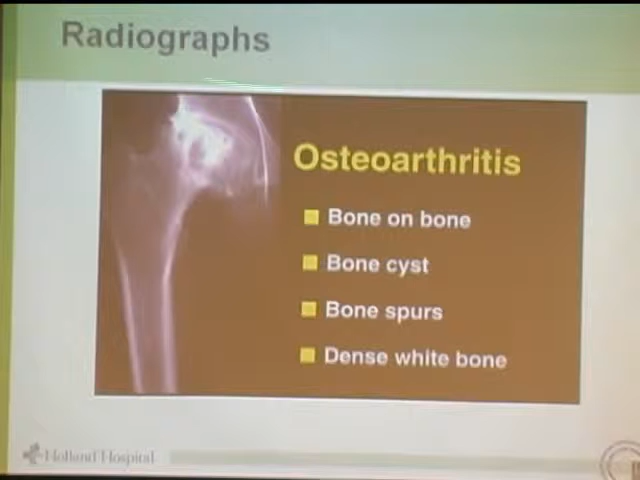 Radiographs
Osteoarthritis
Bone on bone
Bone cyst
Bone spurs
Dense white bone
Holland Hospital